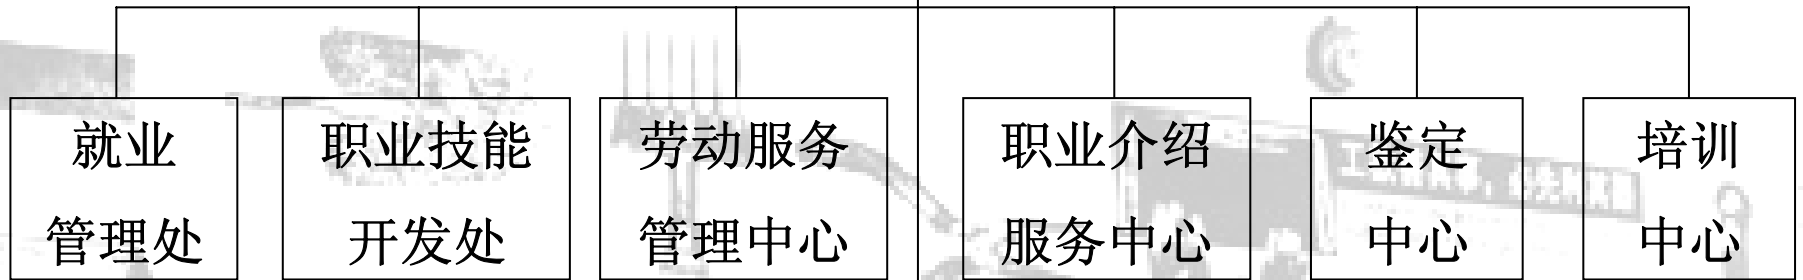 就业
管理处
职业技能
开发处
劳动服务
管理中心
职业介绍
服务中心
鉴定
中心
培训
中心